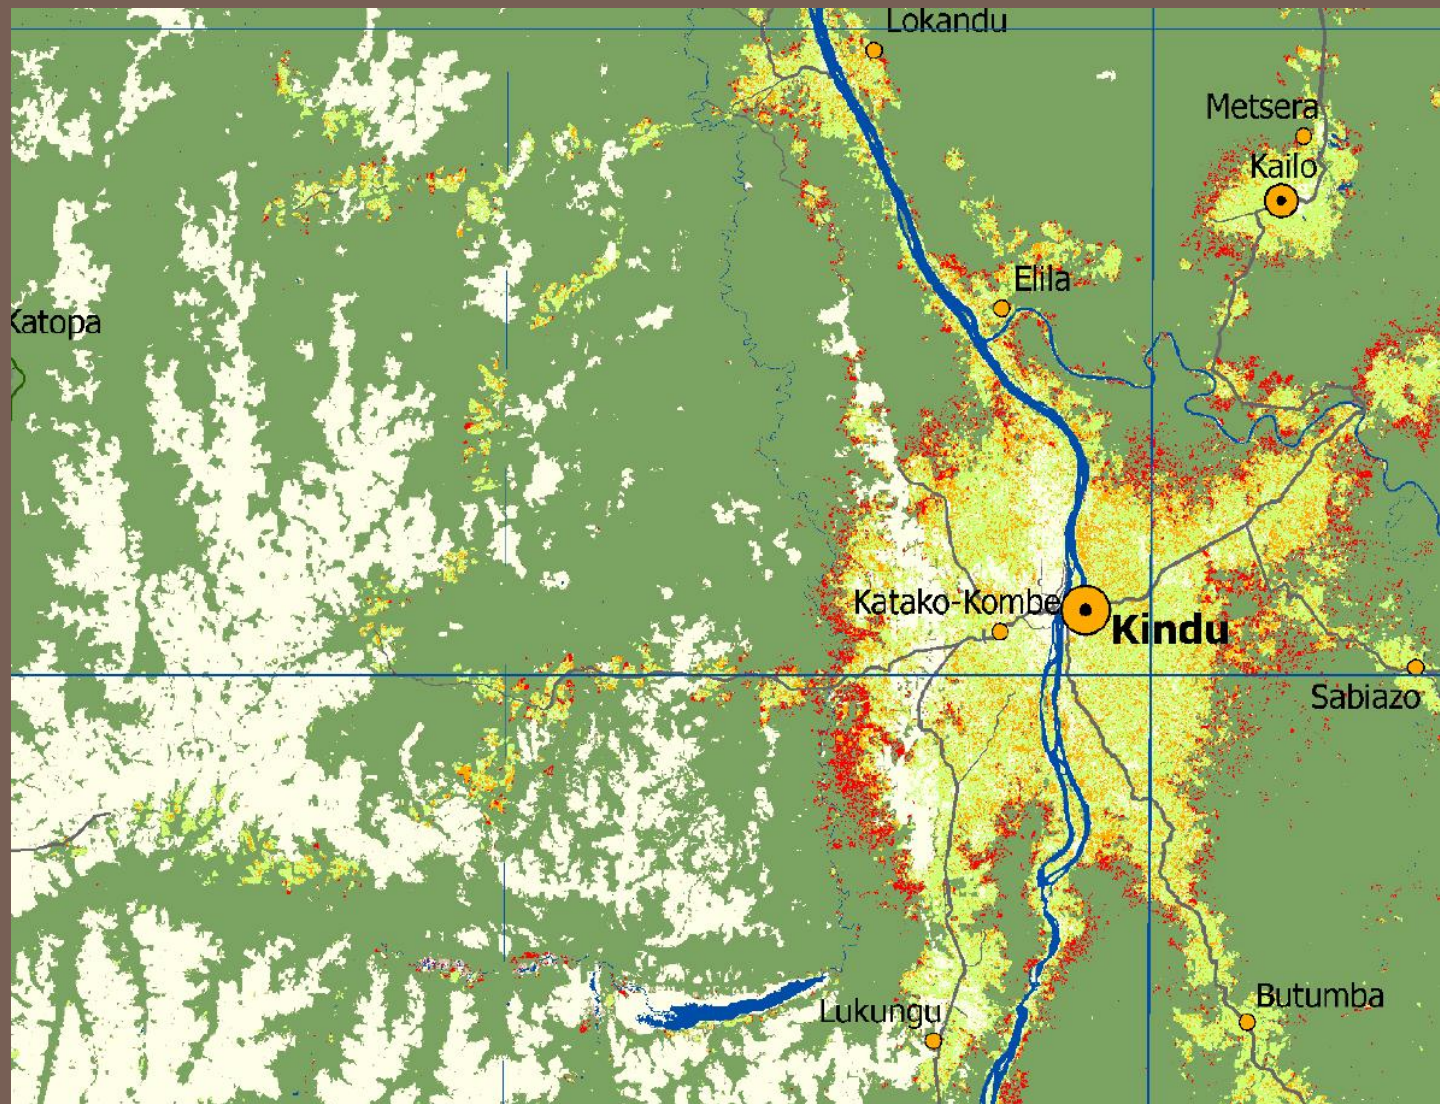 Lokandu
Metsera
Kailo
Elila
Katopa
Katako-Kombe
Kindu
Sabiazo
Butumba
Lukungu